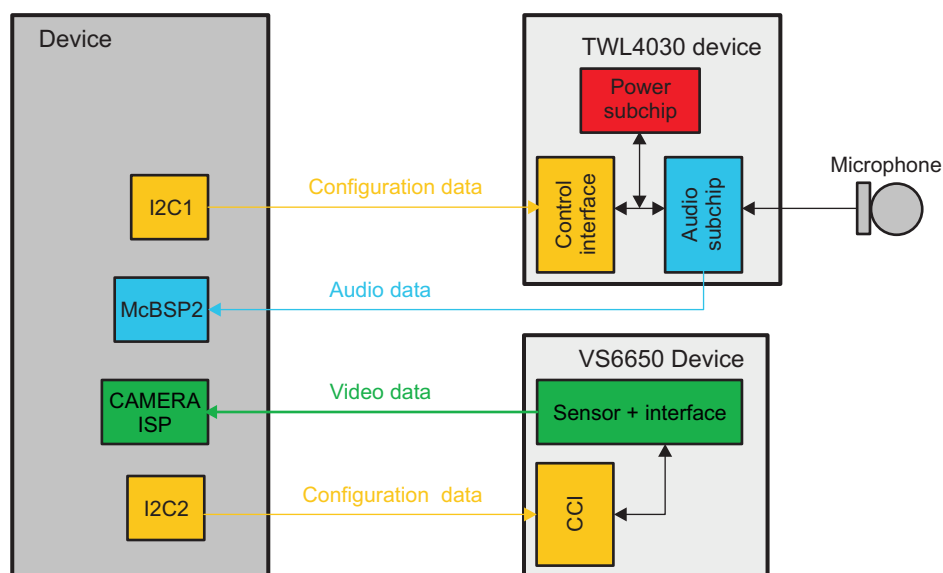 Device
TWL4030 device
Power
subchip
Microphone
I2C1
Configuration data
Control
interface
Audio
subchip
McBSP2
Audio data
VS6650 Device
CAMERA
ISP
Video data
Sensor + interface
I2C2
Configuration data
CCI